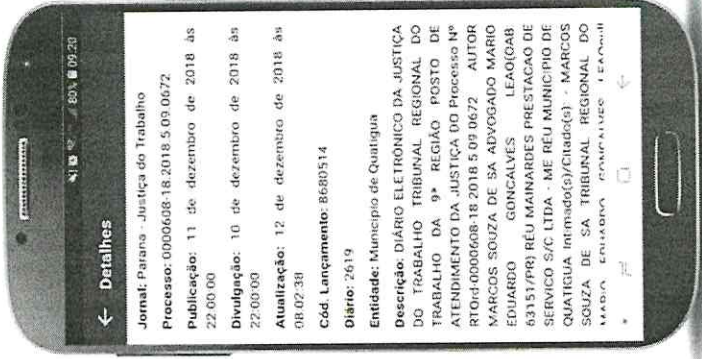 80% 09:20
← Detalhes
Jornal: Parana - Justiça do Trabalho
Processo: 0000608-18.2018.5.09.0672
Publicação: 11 de dezembro de 2018 às
22:00:00
Divulgação: 10 de dezembro de 2018 às
22:00:00
Atualização: 12 de dezembro de 2018 às
08:02:38
Cód. Lançamento: 8680514
Diário: 2619
Entidade: Municipio de Quatigua
Descrição: DIÁRIO ELETRÔNICO DA JUSTIÇA
DO TRABALHO TRIBUNAL REGIONAL DO
TRABALHO DA 9ª REGIÃO POSTO DE
ATENDIMENTO DA JUSTIÇA DO Processo Nº
RTOrd-0000608-18.2018.5.09.0672 AUTOR
MARCOS SOUZA DE SA ADVOGADO MARIO
EDUARDO GONCALVES LEAO(OAB
63151/PR) RÉU MAINARDES PRESTACAO DE
SERVICO S/C LTDA - ME RÉU MUNICIPIO DE
QUATIGUA Intimado(s)/Citado(s): - MARCOS
SOUZA DE SA TRIBUNAL REGIONAL DO
MARIO EDUARDO GONCALVES